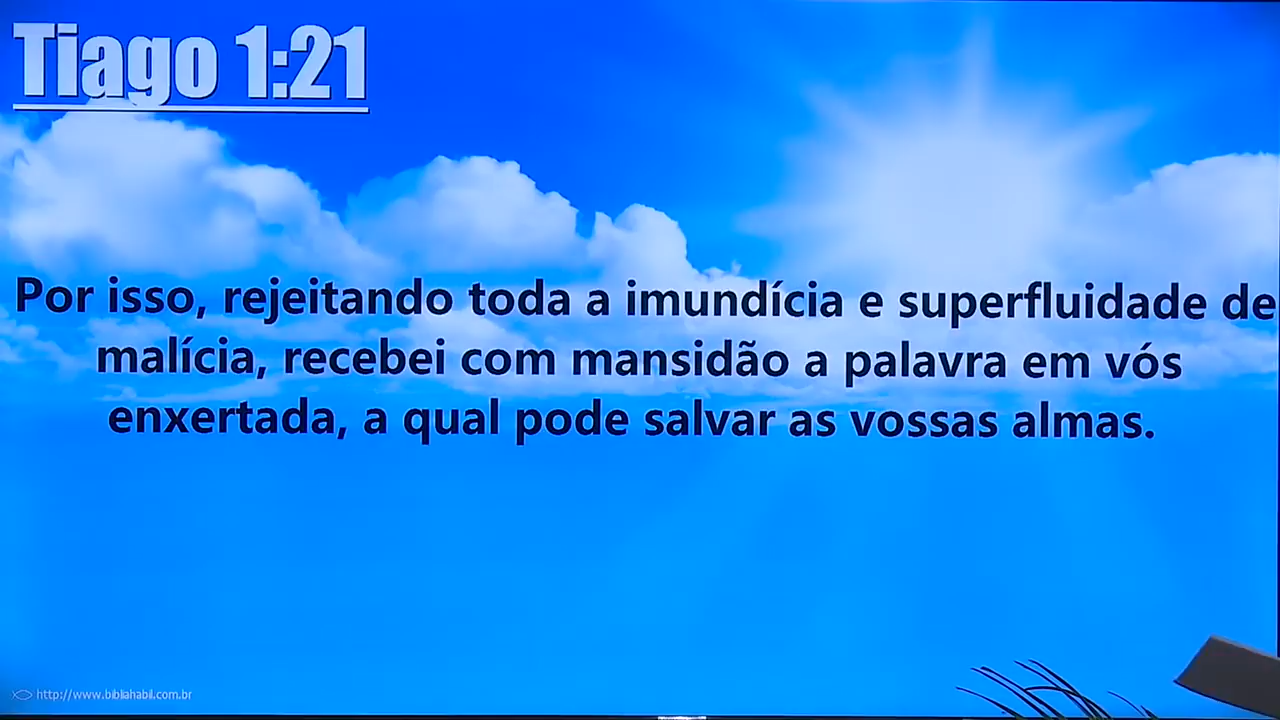 Tiago 1:21
Por isso, rejeitando toda a imundícia e superfluidade de
malícia, recebei com mansidão a palavra em vós
enxertada, a qual pode salvar as vossas almas.
http://www.bibliahabil.com.br